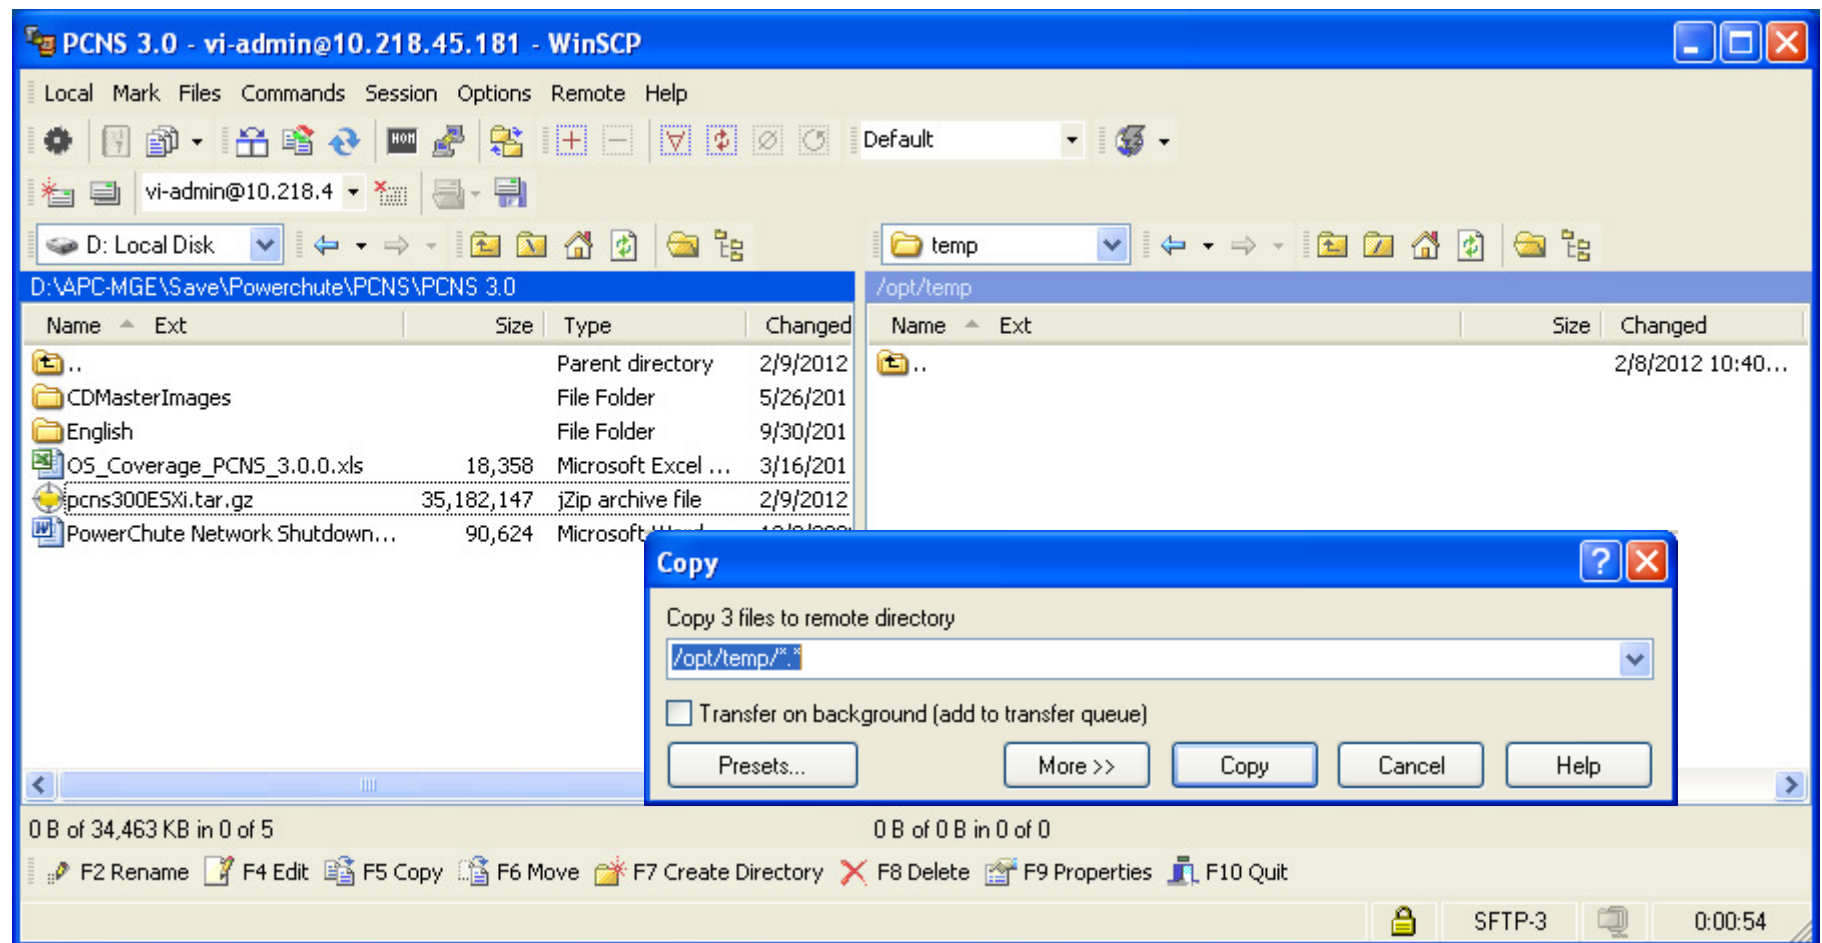 PCNS 3.0 - vi-admin@10.218.45.181 - WinSCP
Local Mark Files Commands Session Options Remote Help
Default
vi-admin@10.218.4
D: Local Disk
temp
D:\APC-MGE\Save\Powerchute\PCNS\PCNS 3.0
/opt/temp
Name Ext Size Type Changed
Name Ext Size Changed
.. Parent directory 2/9/2012
.. 2/8/2012 10:40...
CDMasterImages File Folder 5/26/201
English File Folder 9/30/201
OS_Coverage_PCNS_3.0.0.xls 18,358 Microsoft Excel ... 3/16/201
pcns300ESXi.tar.gz 35,182,147 jZip archive file 2/9/2012
PowerChute Network Shutdown... 90,624 Microsoft
Copy
Copy 3 files to remote directory
/opt/temp/*.*
Transfer on background (add to transfer queue)
Presets... More >> Copy Cancel Help
0 B of 34,463 KB in 0 of 5
0 B of 0 B in 0 of 0
F2 Rename F4 Edit F5 Copy F6 Move F7 Create Directory F8 Delete F9 Properties F10 Quit
SFTP-3 0:00:54